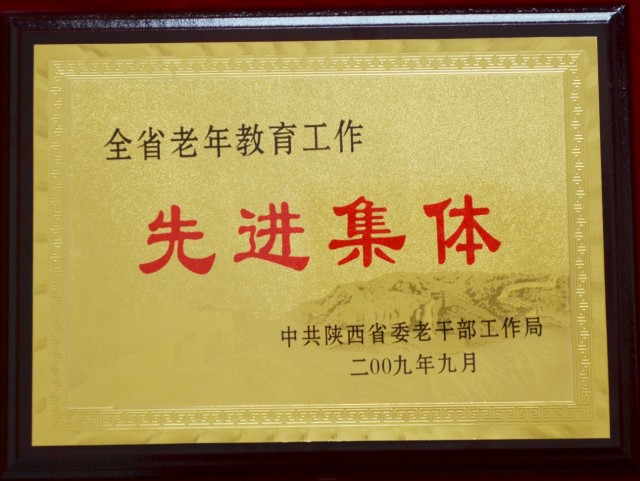 全省老年教育工作
先进集体
中共陕西省委老干部工作局
二00九年九月